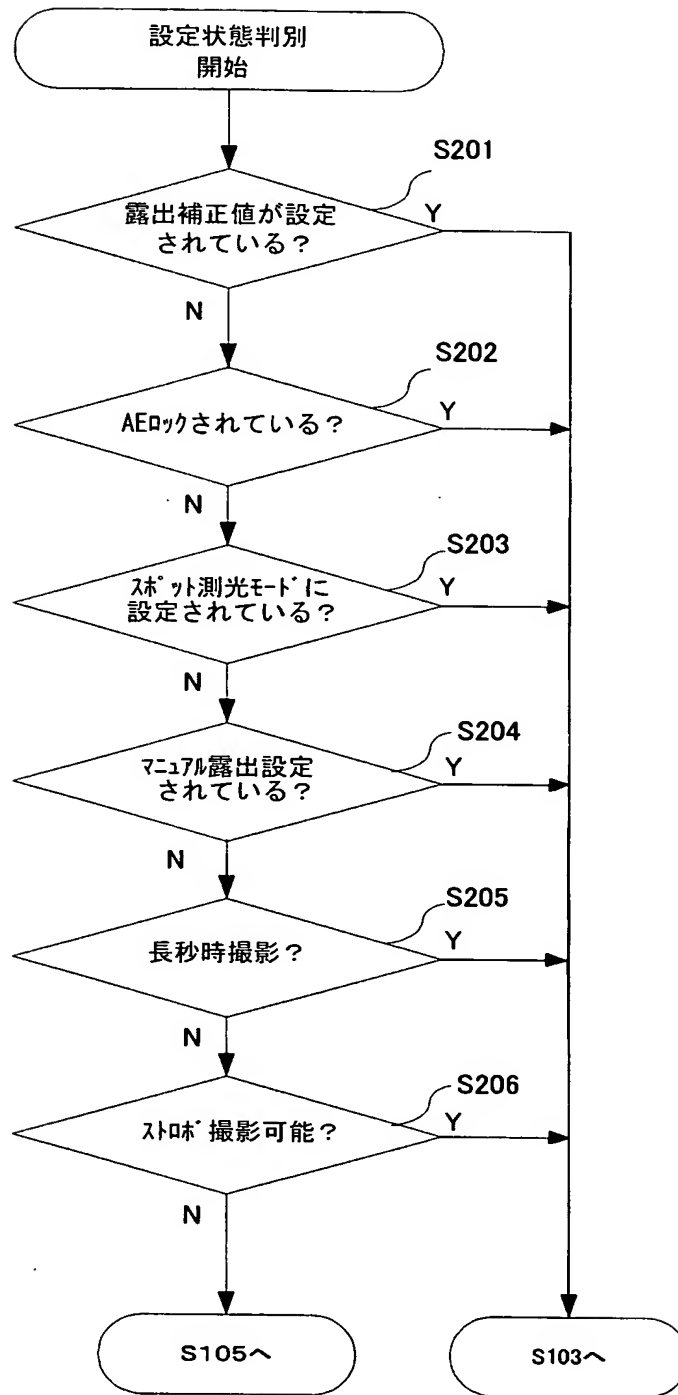 設定状態判別
開始
S201
露出補正値が設定
されている？
Y
N
S202
AEﾛｯｸされている？
Y
N
S203
ｽﾎﾟｯﾄ測光ﾓｰﾄﾞに
設定されている？
Y
N
S204
ﾏﾆｭｱﾙ露出設定
されている？
Y
N
S205
長秒時撮影？
Y
N
S206
ｽﾄﾛﾎﾞ撮影可能？
Y
N
S105へ
S103へ